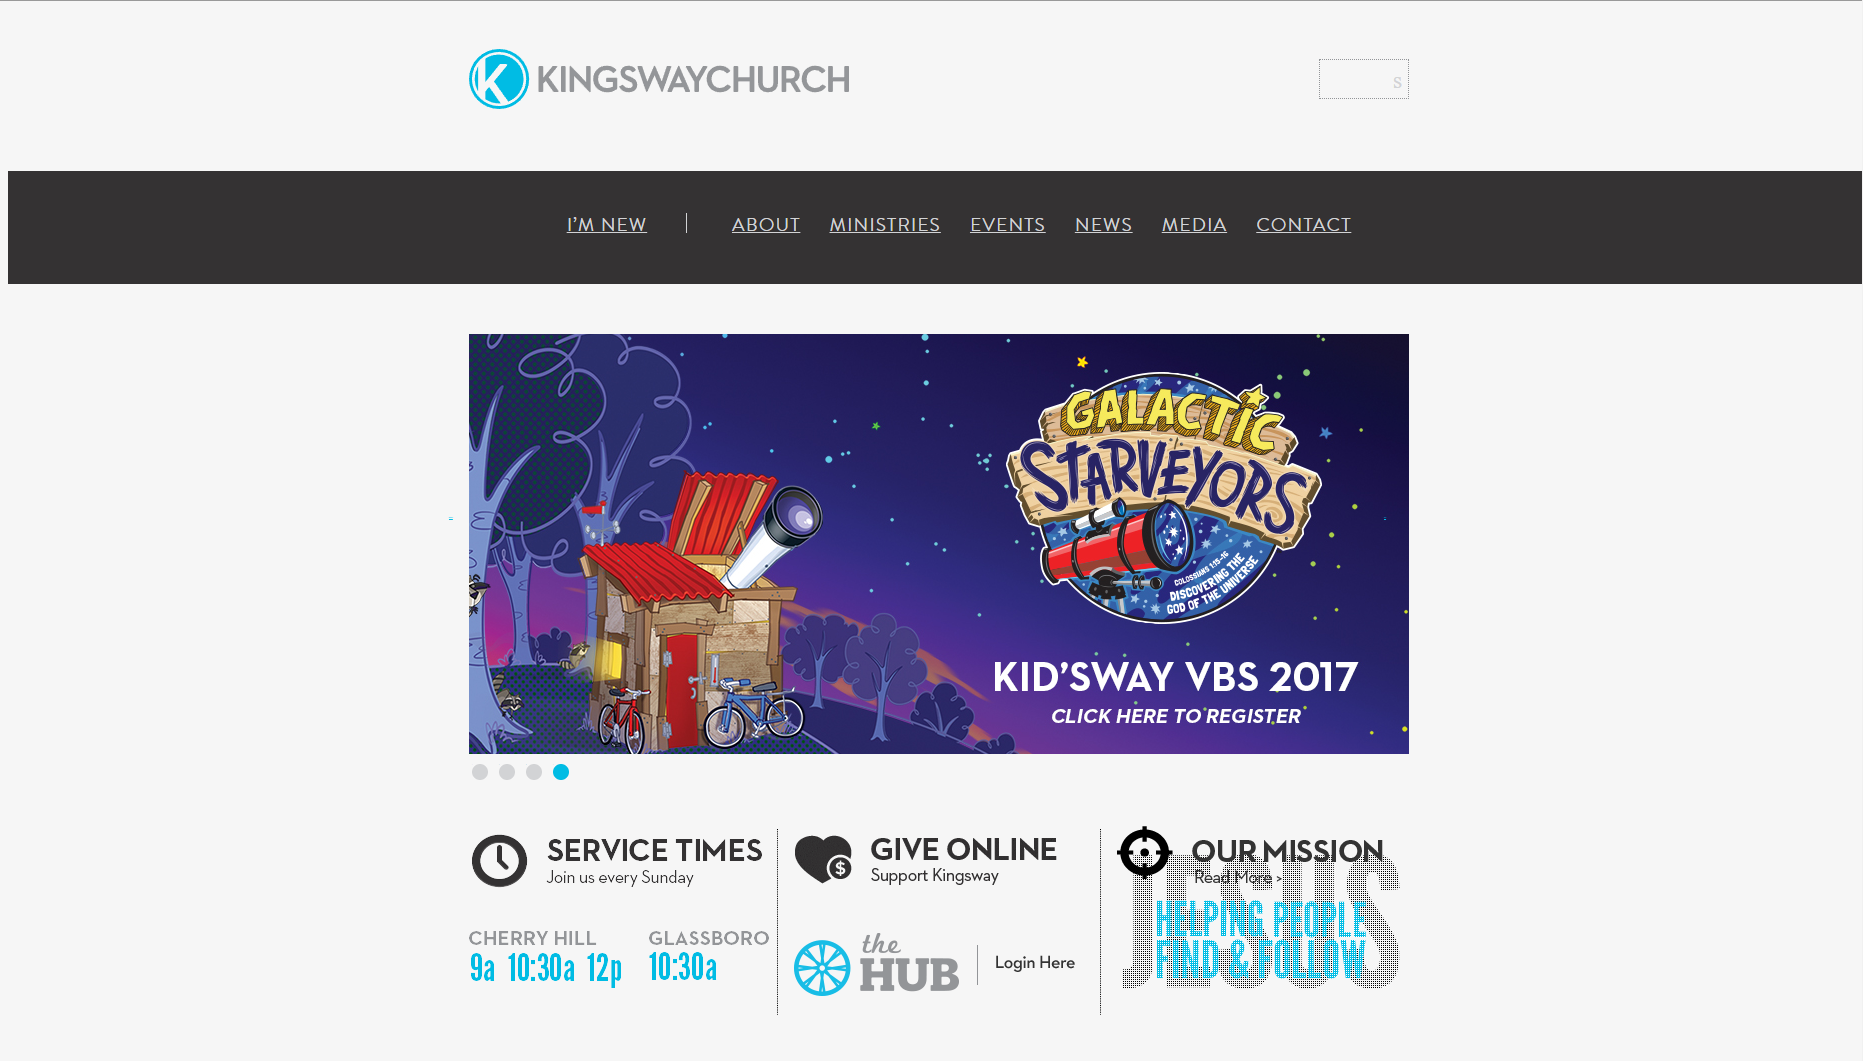 K KINGSWAYCHURCH
S
I'M NEW | ABOUT MINISTRIES EVENTS NEWS MEDIA CONTACT
GALACTIC
STARVEYORS
COLOSSIANS 1:15-16
DISCOVERING THE
GOD OF THE UNIVERSE
KID'SWAY VBS 2017
CLICK HERE TO REGISTER
SERVICE TIMES
Join us every Sunday
CHERRY HILL
9a 10:30a 12p
GLASSBORO
10:30a
$
GIVE ONLINE
Support Kingsway
the
HUB
Login Here
OUR MISSION
Read More >
JESUS
HELPING PEOPLE
FIND & FOLLOW